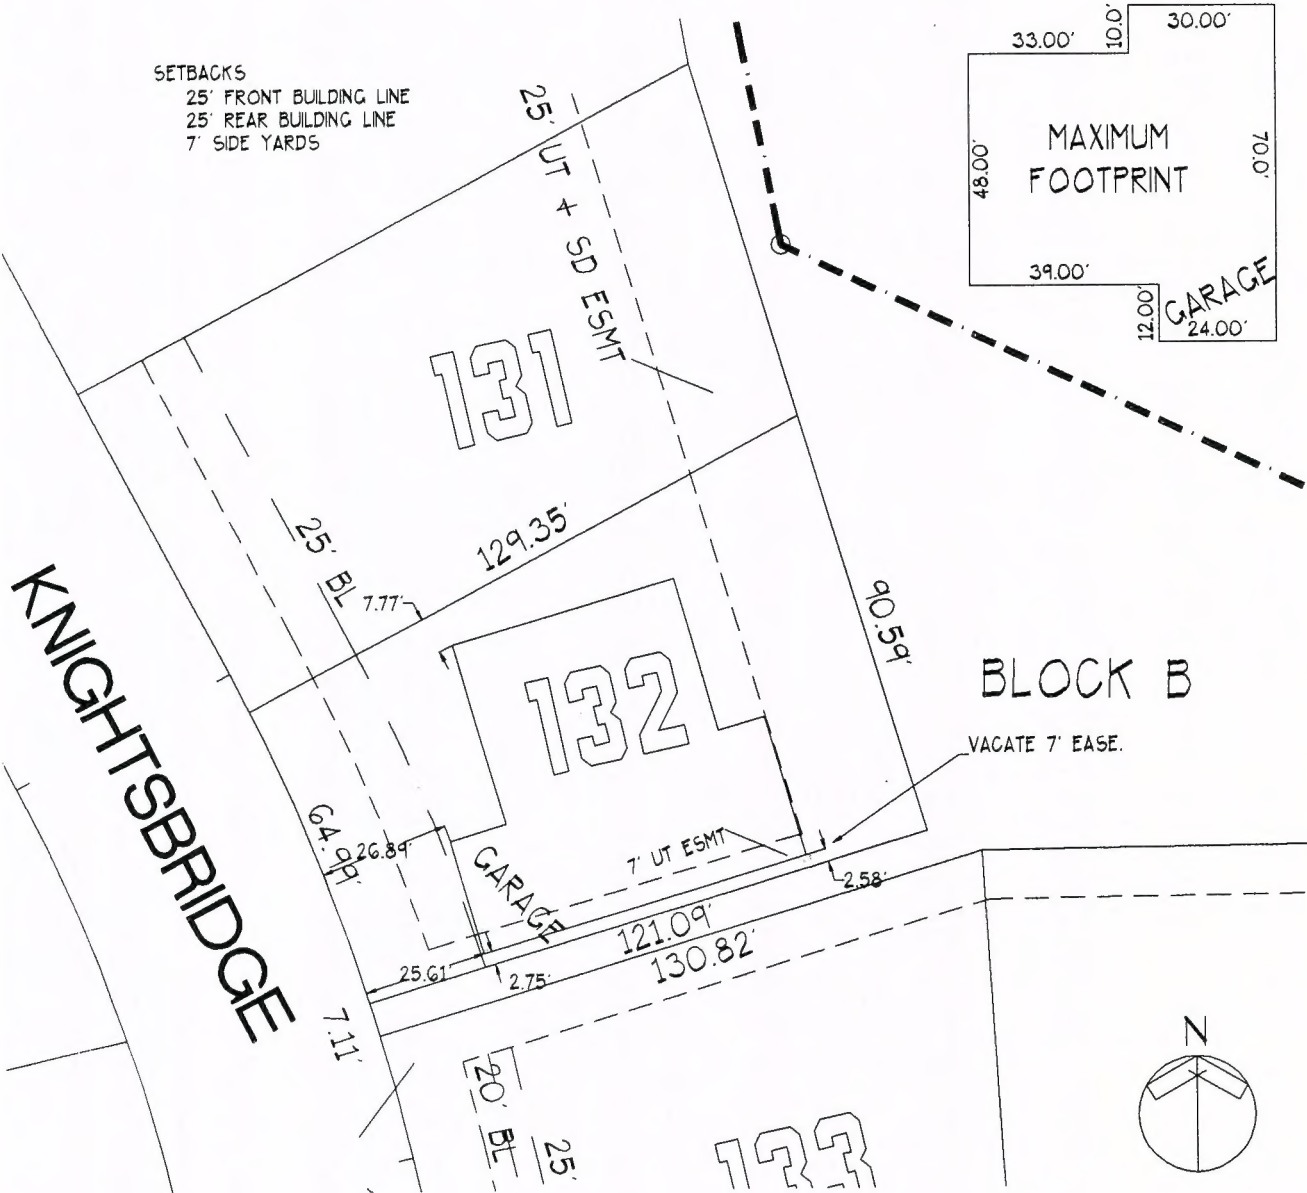 SETBACKS
25' FRONT BUILDING LINE
25' REAR BUILDING LINE
7' SIDE YARDS
33.00'
10.0'
30.00'
48.00'
MAXIMUM
FOOTPRINT
70.0'
39.00'
12.00'
GARAGE
24.00'
25' UT + SD ESMT
131
25' BL
129.35'
7.77'
90.59'
KNIGHTSBRIDGE
132
BLOCK B
VACATE 7' EASE.
64.99'
26.89'
GARAGE
7' UT ESMT
2.58'
121.09'
130.82'
25.61'
2.75'
7.11'
20' BL
25'
133
N